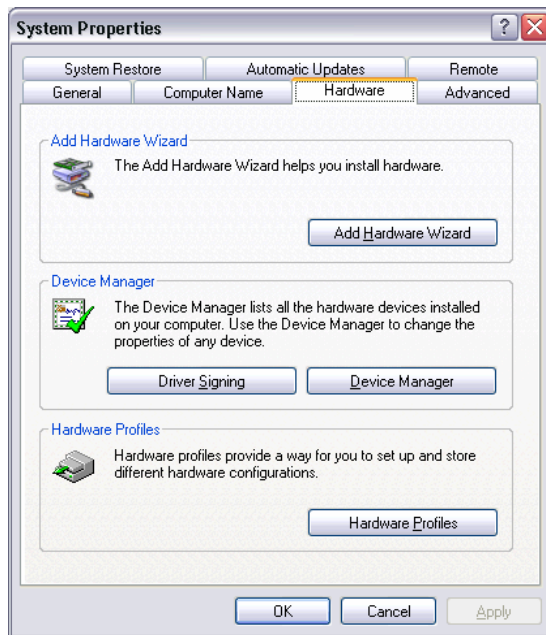 System Properties
System Restore Automatic Updates Remote
General Computer Name Hardware Advanced
Add Hardware Wizard
The Add Hardware Wizard helps you install hardware.
Add Hardware Wizard
Device Manager
The Device Manager lists all the hardware devices installed
on your computer. Use the Device Manager to change the
properties of any device.
Driver Signing Device Manager
Hardware Profiles
Hardware profiles provide a way for you to set up and store
different hardware configurations.
Hardware Profiles
OK Cancel Apply